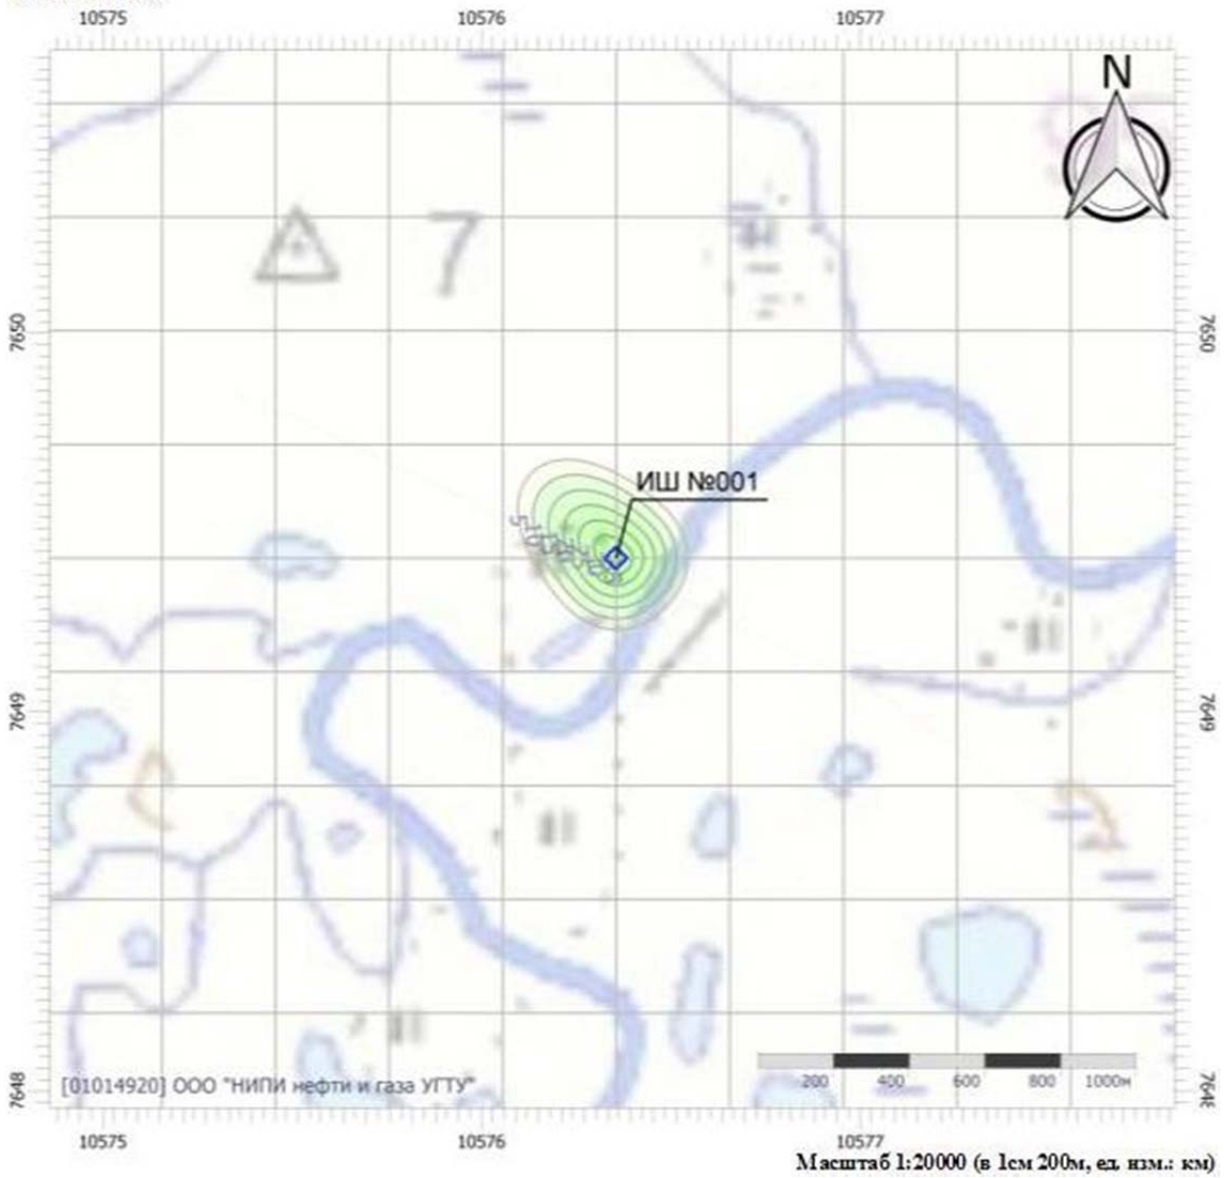 10575 10576 10577
N
7
7650 7650
ИШ №001
7649 7649
[01014920] ООО "НИПИ нефти и газа УГТУ"
200 400 600 800 1000м
7648 7648
10575 10576 10577
Масштаб 1:20000 (в 1см 200м, ед. изм.: км)